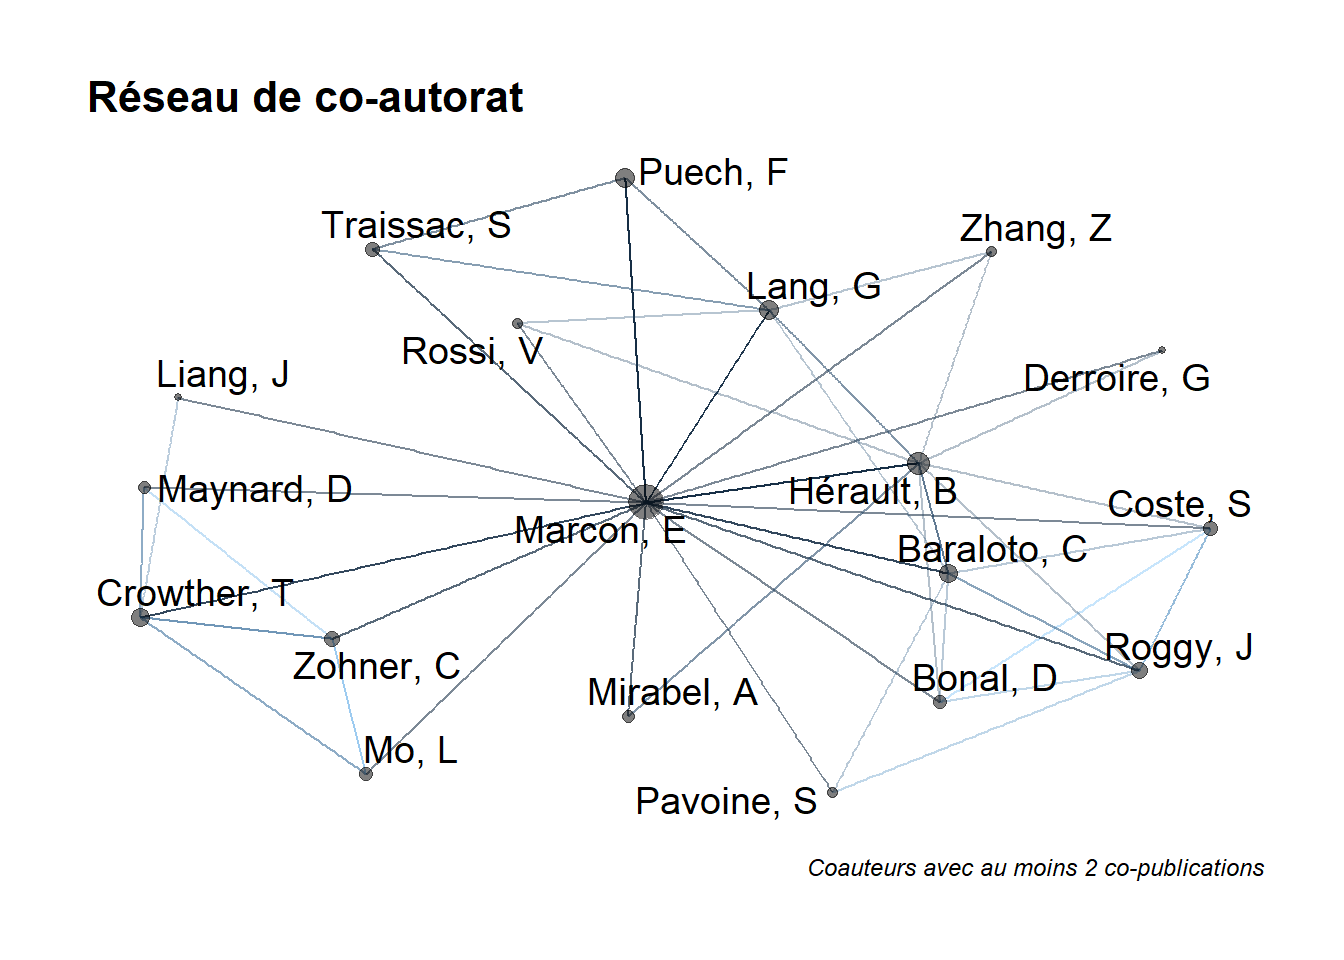 Réseau de co-autorat
Puech, F
Traissac, S
Zhang, Z
Lang, G
Rossi, V
Liang, J
Derroire, G
Maynard, D
Hérault, B
Coste, S
Marcon, E
Baraloto, C
Crowther, T
Zohner, C
Roggy, J
Mirabel, A
Bonal, D
Mo, L
Pavoine, S
Coauteurs avec au moins 2 co-publications